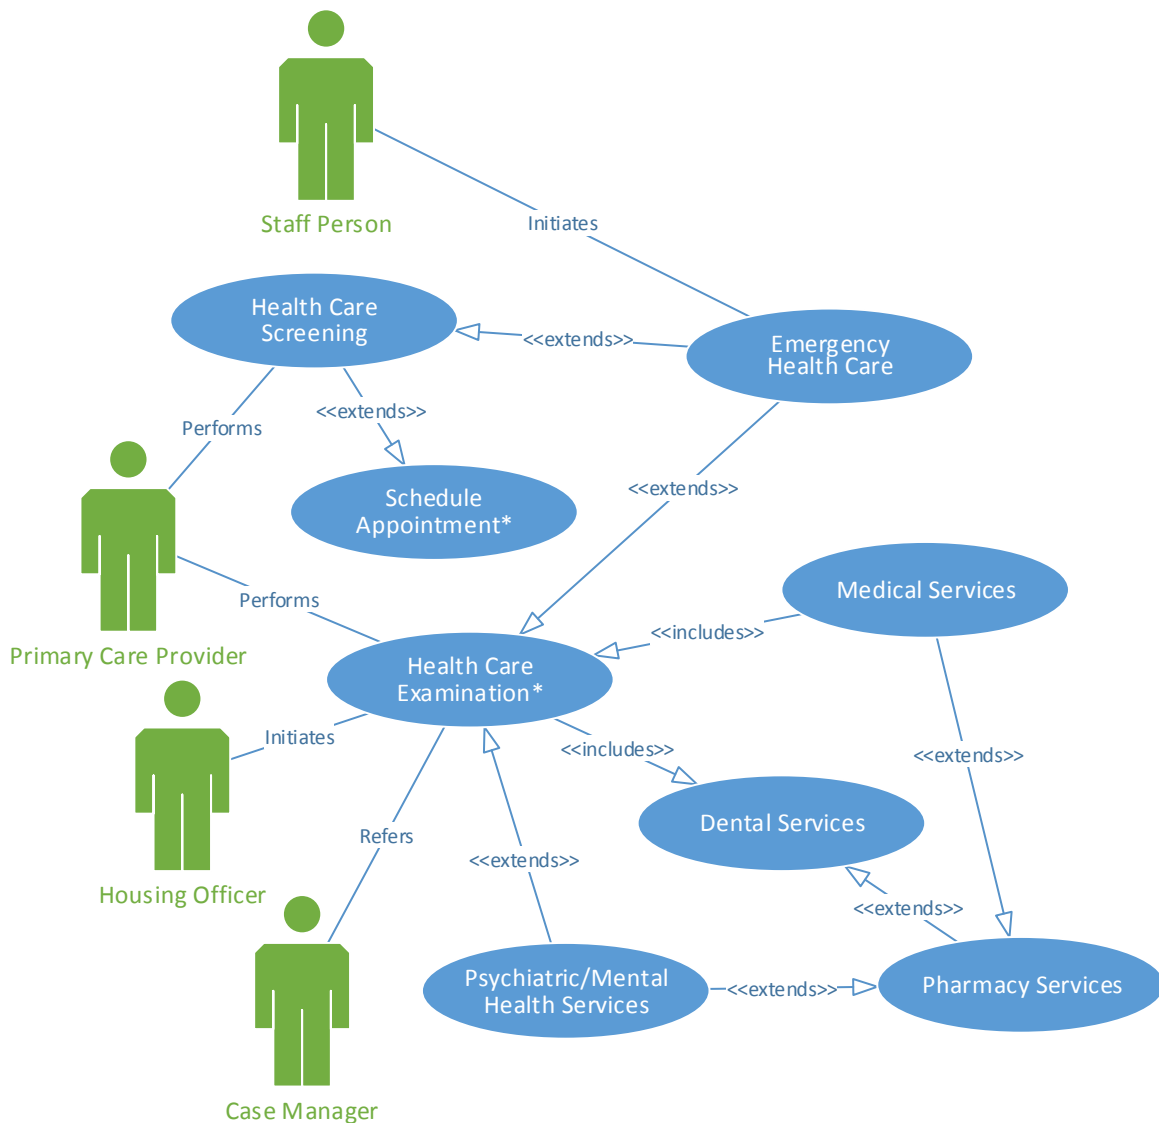 Staff Person
Initiates
Health Care
Screening
<<extends>>
Emergency
Health Care
<<extends>>
Performs
<<extends>>
Schedule
Appointment*
Medical Services
Performs
<<includes>>
Primary Care Provider
Health Care
Examination*
Initiates
<<includes>>
<<extends>>
Dental Services
Refers
<<extends>>
Housing Officer
<<extends>>
Psychiatric/Mental
Health Services
<<extends>>
Pharmacy Services
Case Manager